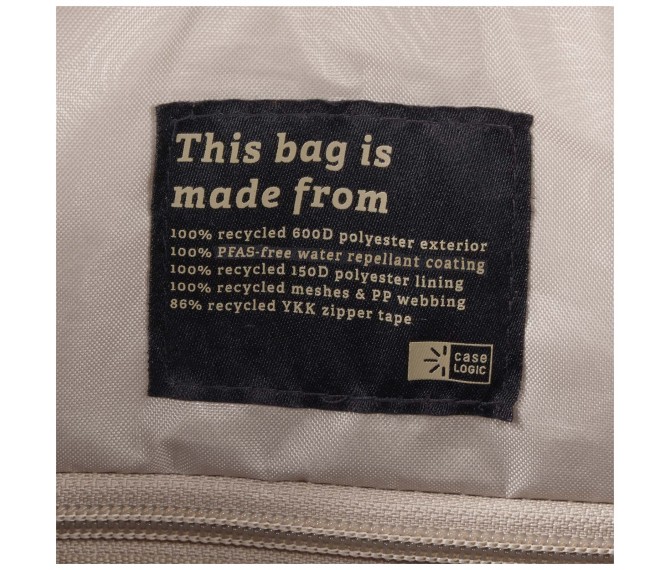 This bag is
made from
100% recycled 600D polyester exterior
100% PFAS-free water repellant coating
100% recycled 150D polyester lining
100% recycled meshes & PP webbing
86% recycled YKK zipper tape
case
LOGIC